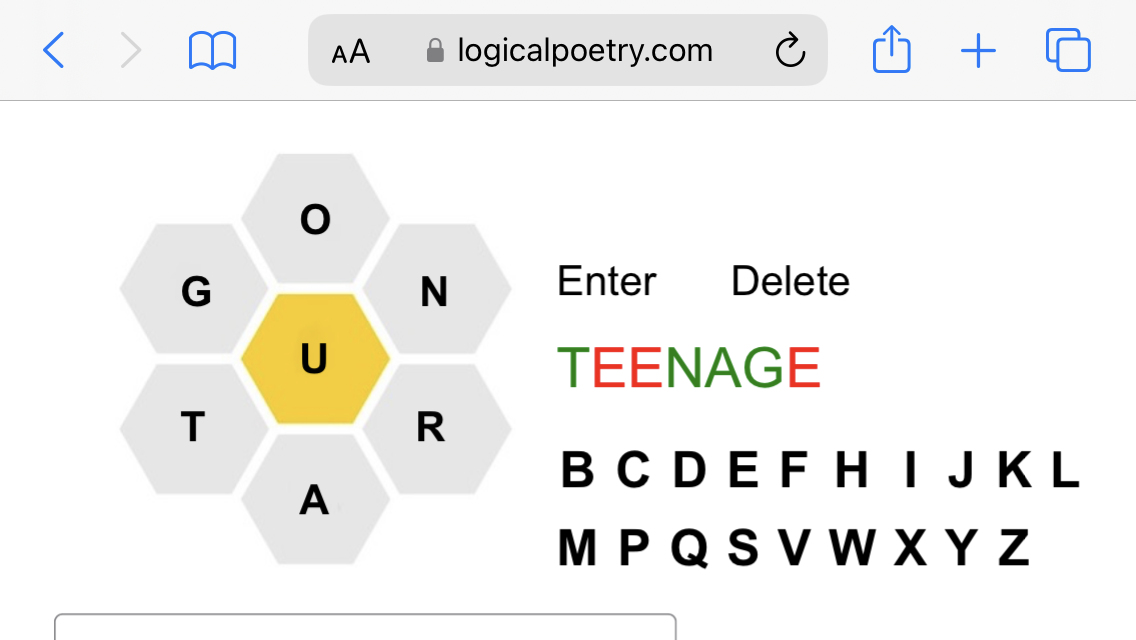 AA logicalpoetry.com
O
G N
U
T R
A
Enter Delete
TEENAGE
B C D E F H I J K L
M P Q S V W X Y Z